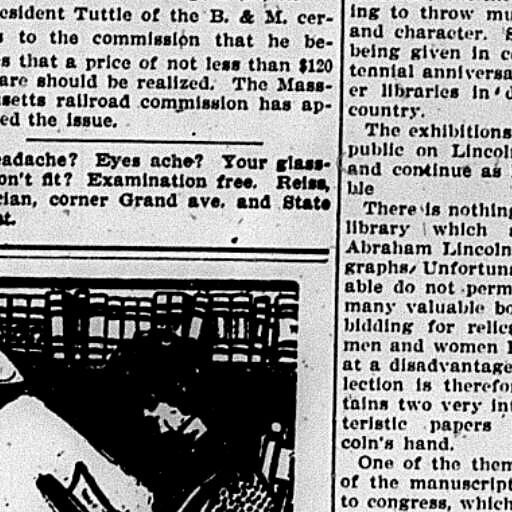 esident Tuttle of the B. & M. cer-
s to the commission that he be-
s that a price of not less than $120
are should be realized. The Mass-
setts railroad commission has ap-
ed the issue.
eadache? Eyes ache? Your glass-
on't fit? Examination free. Reiss,
cian, corner Grand ave. and State
t.
ing to throw mu
and character. S
being given in co
tennial anniversa
er libraries in d
country.
The exhibitions
public on Lincoln
and continue as
ble
There is nothing
library which a
Abraham Lincoln
graphs. Unfortuna
able do not perm
many valuable bo
bidding for relics
men and women
at a disadvantage
lection is therefor
tains two very int
teristic papers
coln's hand.
One of the them
of the manuscript
to congress, which